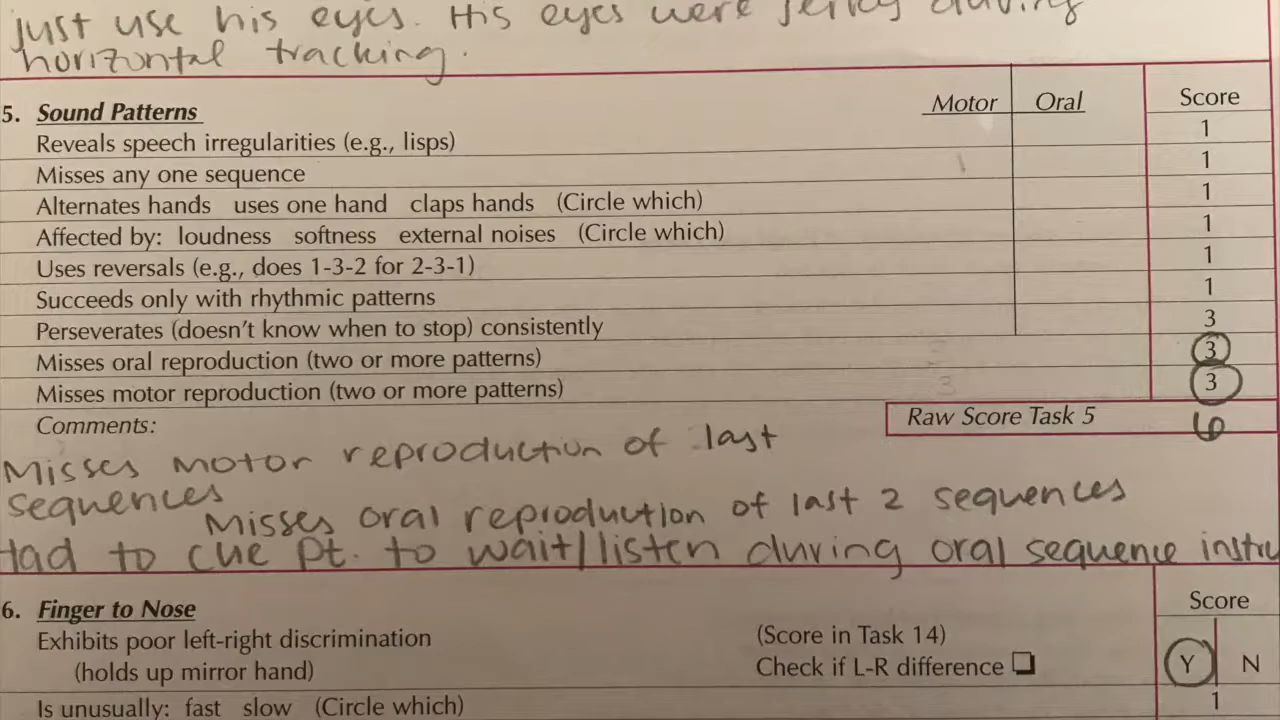 just use his eyes. His eyes were jerky during
horizontal tracking.
5. Sound Patterns Motor Oral Score
Reveals speech irregularities (e.g., lisps) 1
Misses any one sequence 1 1
Alternates hands uses one hand claps hands (Circle which) 1
Affected by: loudness softness external noises (Circle which) 1
Uses reversals (e.g., does 1-3-2 for 2-3-1) 1
Succeeds only with rhythmic patterns 1
Perseverates (doesn't know when to stop) consistently 3
Misses oral reproduction (two or more patterns) 3
Misses motor reproduction (two or more patterns) 3 3
Comments: Raw Score Task 5 6
Misses motor reproduction of last
sequences
Misses oral reproduction of last 2 sequences
Had to cue pt. to wait/listen during oral sequence instru
6. Finger to Nose Score
Exhibits poor left-right discrimination (Score in Task 14)
(holds up mirror hand) Check if L-R difference ❑ Y N
Is unusually: fast slow (Circle which) 1